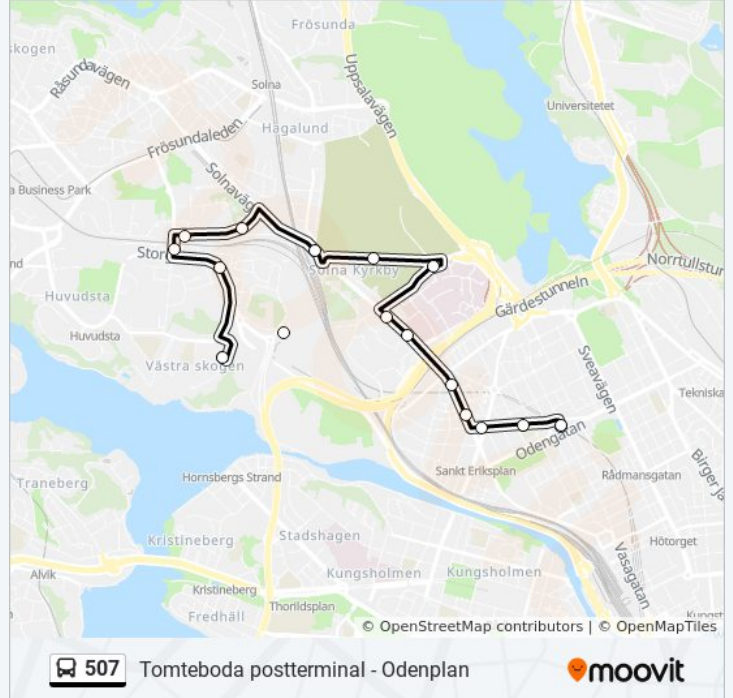 Frösunda
skogen
Råsundavägen
Solna
Uppsalavägen
Universitetet
Hagalund
Frösundaleden
Solnaväg
a Business Park
Stor
nd
Solna Kyrkby
Norrtullstur
Gärdestunneln
Huvudsta
Huvudsta
Västra skogen
Sveavägen
Tekniska
Odengatan
Sankt Eriksplan
Rådmansgatan
Birger Ja
Hornsbergs Strand
Traneberg
Stadshagen
Kristineberg
Hötorget
Vasagatan
Alvik
Kungsholmen
Kungsholmen
Kristineberg
Thorildsplan
Fredhäll
Kungst
© OpenStreetMap contributors | © OpenMapTiles
507 Tomteboda postterminal - Odenplan moovit